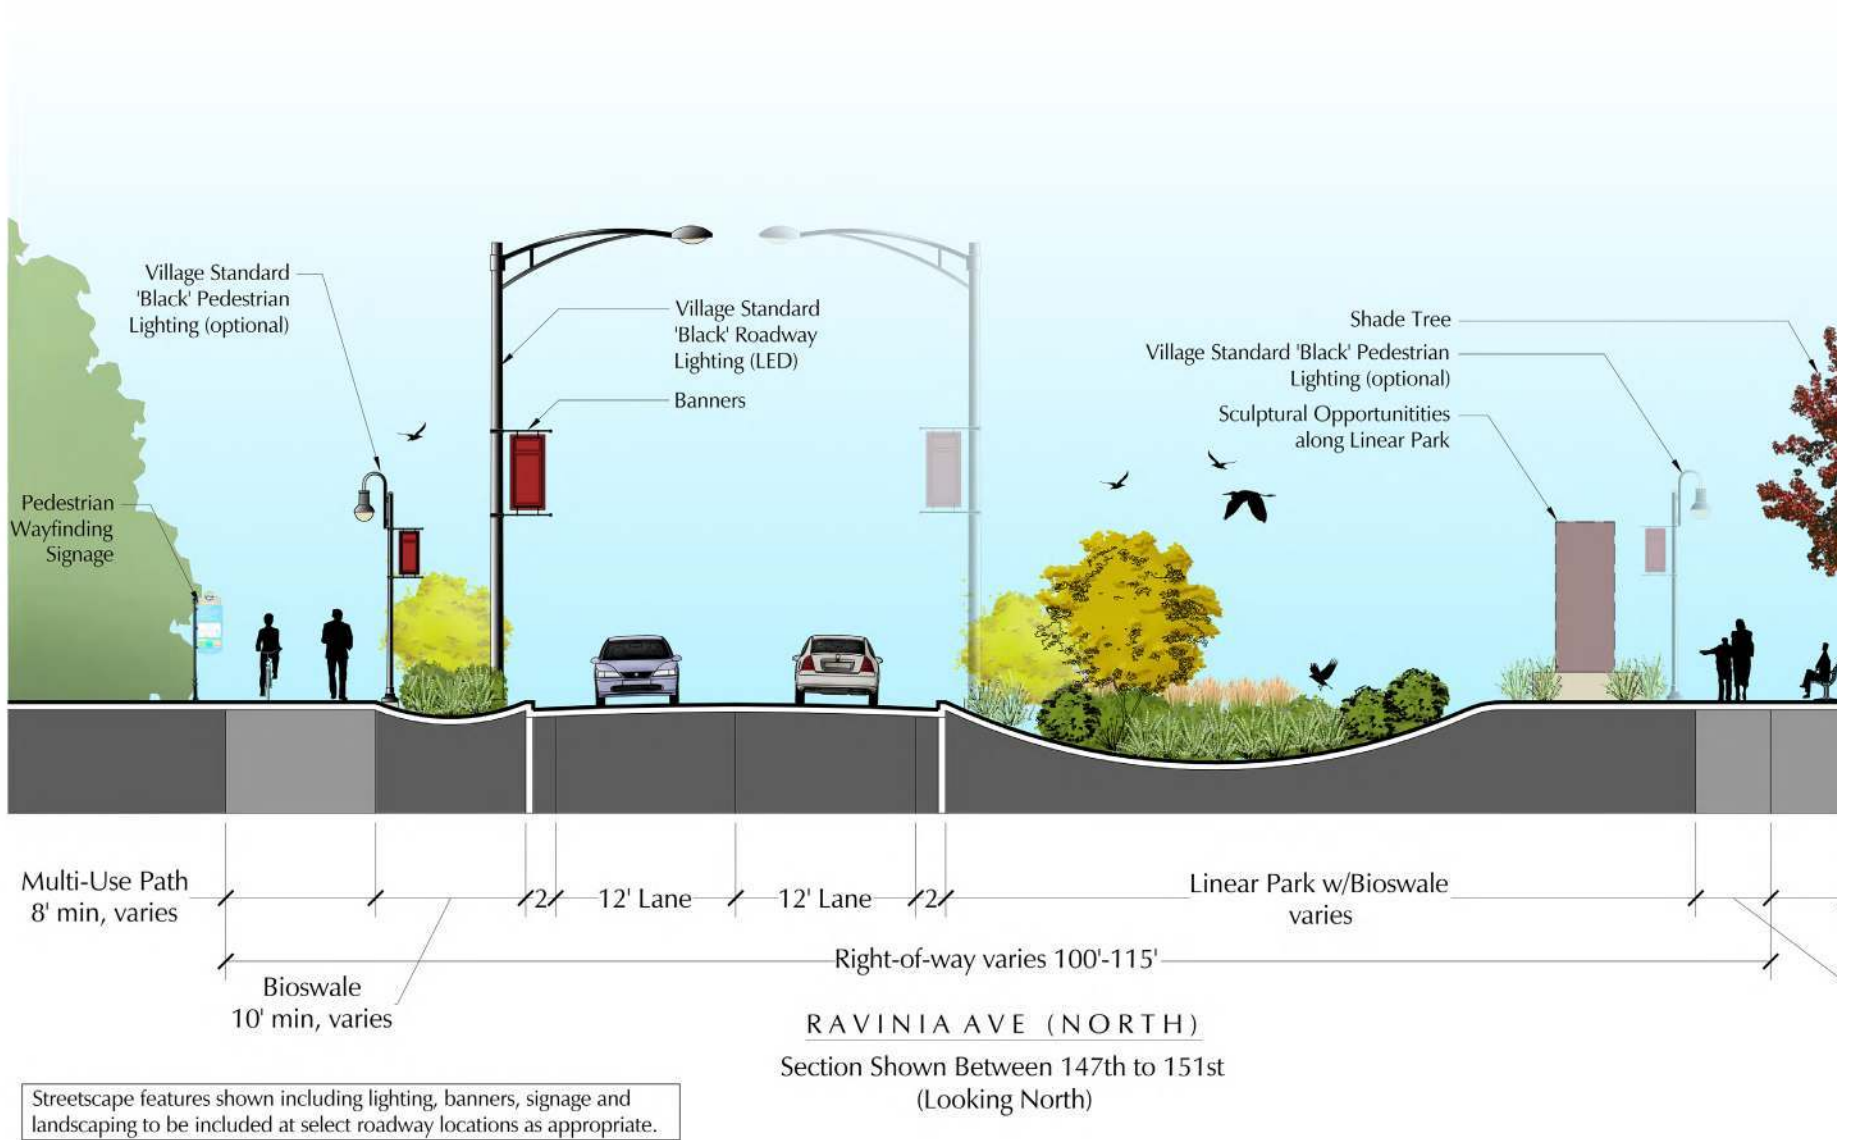 Village Standard
'Black' Pedestrian
Lighting (optional)
Village Standard
'Black' Roadway
Lighting (LED)
Banners
Shade Tree
Village Standard 'Black' Pedestrian
Lighting (optional)
Sculptural Opportunitities
along Linear Park
Pedestrian
Wayfinding
Signage
Multi-Use Path
8' min, varies
2
12' Lane
12' Lane
2
Linear Park w/Bioswale
varies
Right-of-way varies 100'-115'
Bioswale
10' min, varies
RAVINIA AVE (NORTH)
Section Shown Between 147th to 151st
(Looking North)
Streetscape features shown including lighting, banners, signage and
landscaping to be included at select roadway locations as appropriate.